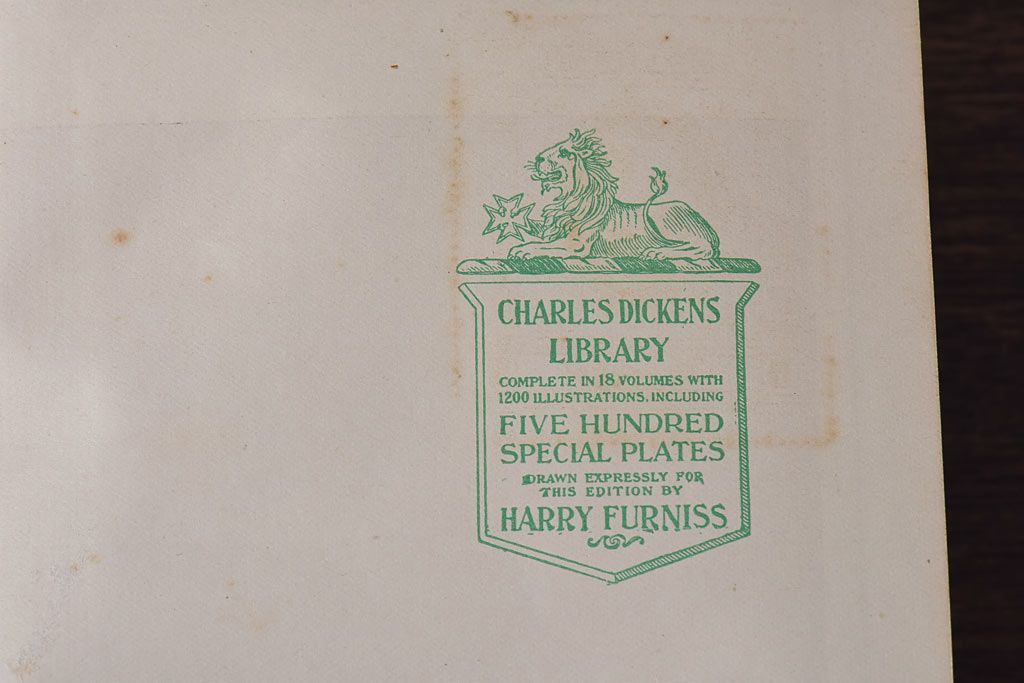 CHARLES DICKENS
LIBRARY
COMPLETE IN 18 VOLUMES WITH
1200 ILLUSTRATIONS, INCLUDING
FIVE HUNDRED
SPECIAL PLATES
DRAWN EXPRESSLY FOR
THIS EDITION BY
HARRY FURNISS